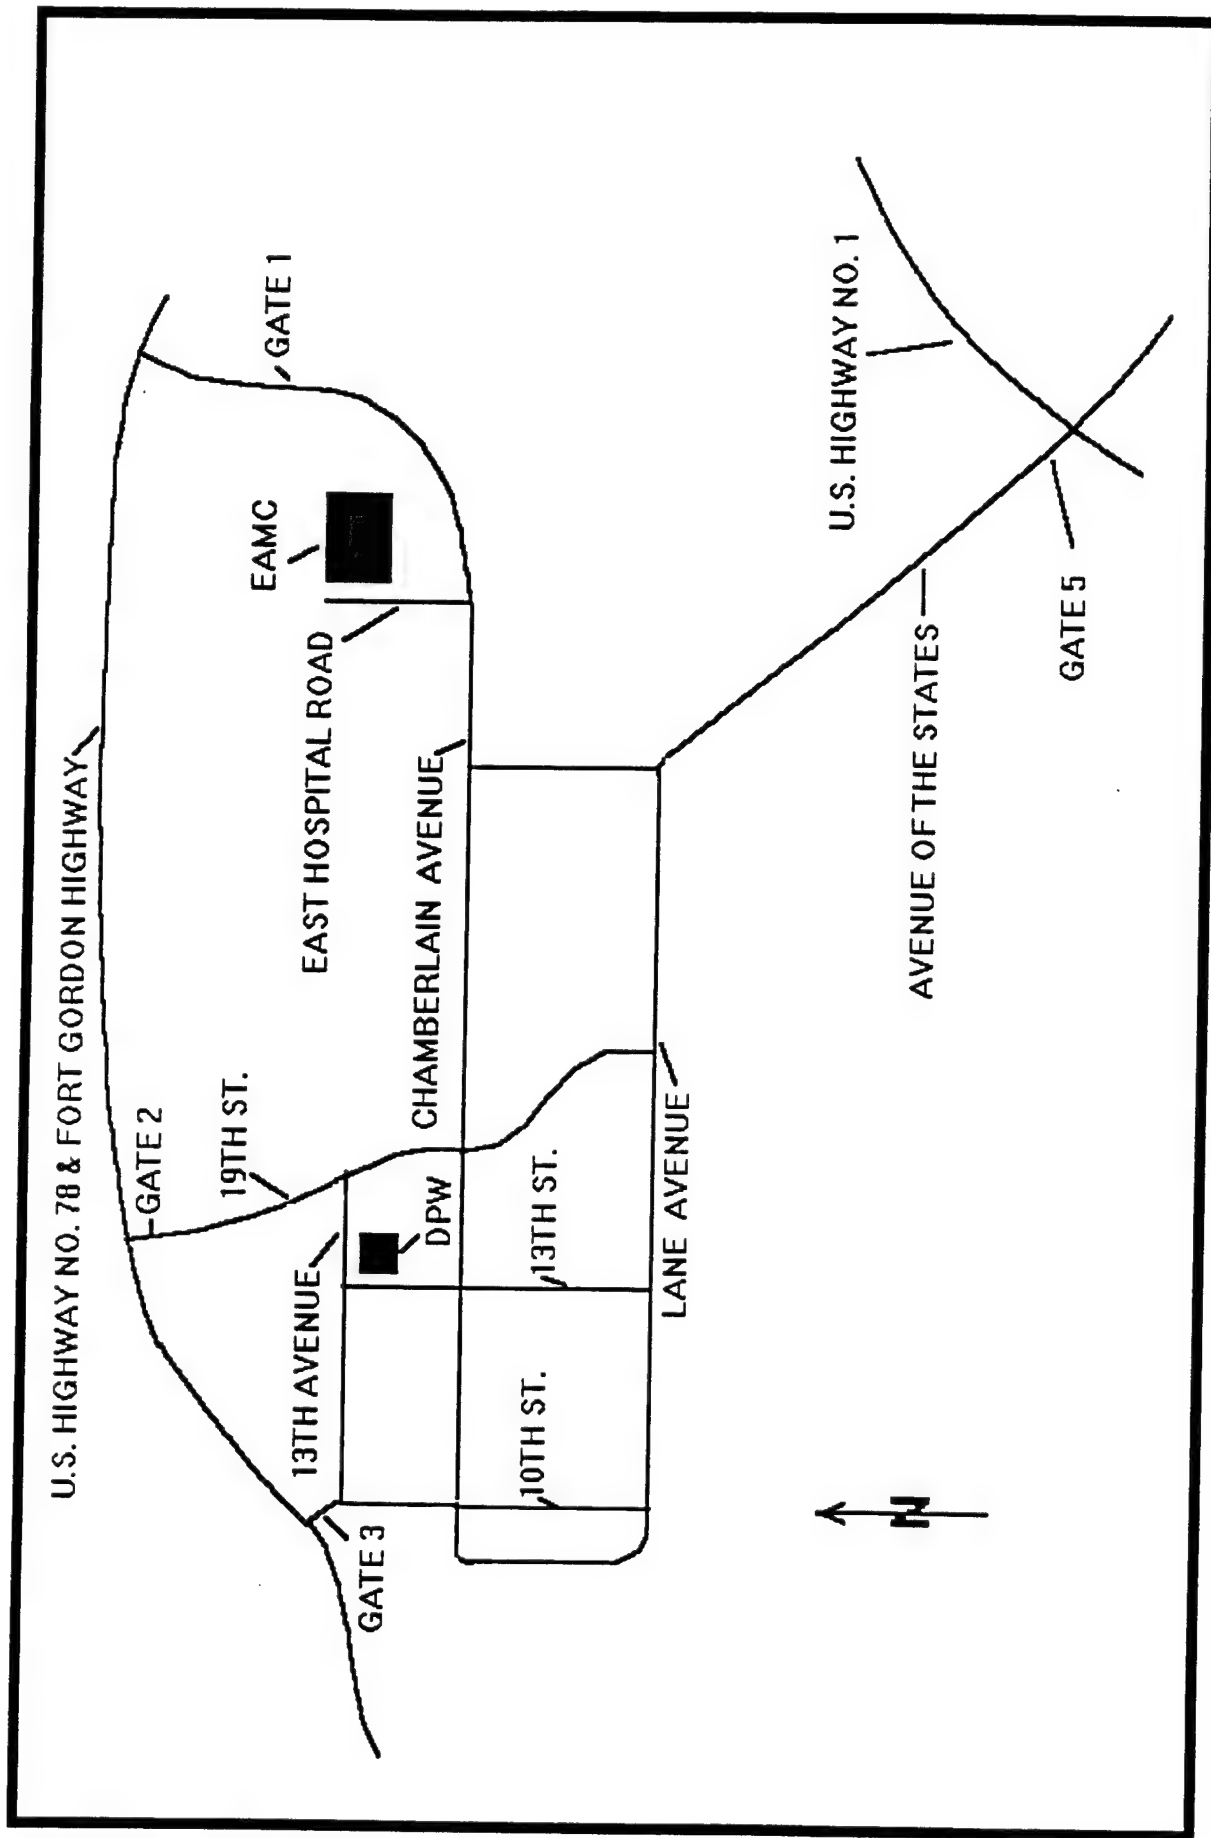 U.S. HIGHWAY NO. 78 & FORT GORDON HIGHWAY
GATE 1
GATE 2
19TH ST.
EAMC
EAST HOSPITAL ROAD
13TH AVENUE
GATE 3
DPW
CHAMBERLAIN AVENUE
10TH ST.
13TH ST.
LANE AVENUE
U.S. HIGHWAY NO. 1
AVENUE OF THE STATES
GATE 5
N